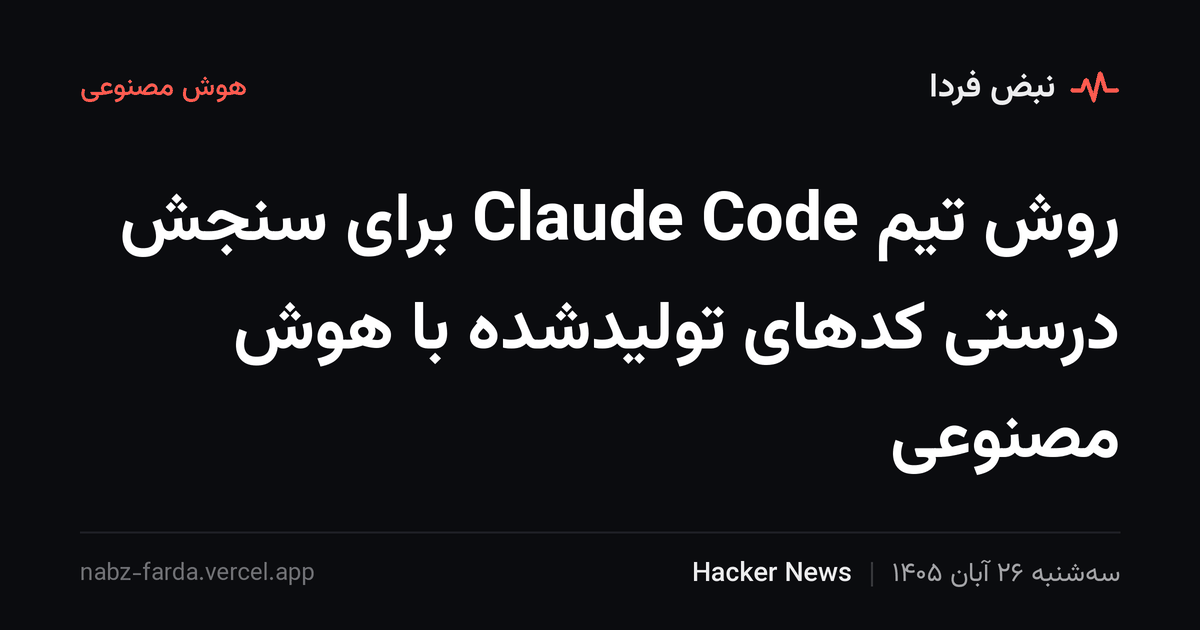 نبض فردا
هوش مصنوعی
روش تیم Claude Code برای سنجش
درستی کدهای تولیدشده با هوش
مصنوعی
سه‌شنبه ۲۶ آبان ۱۴۰۵ | Hacker News
nabz-farda.vercel.app